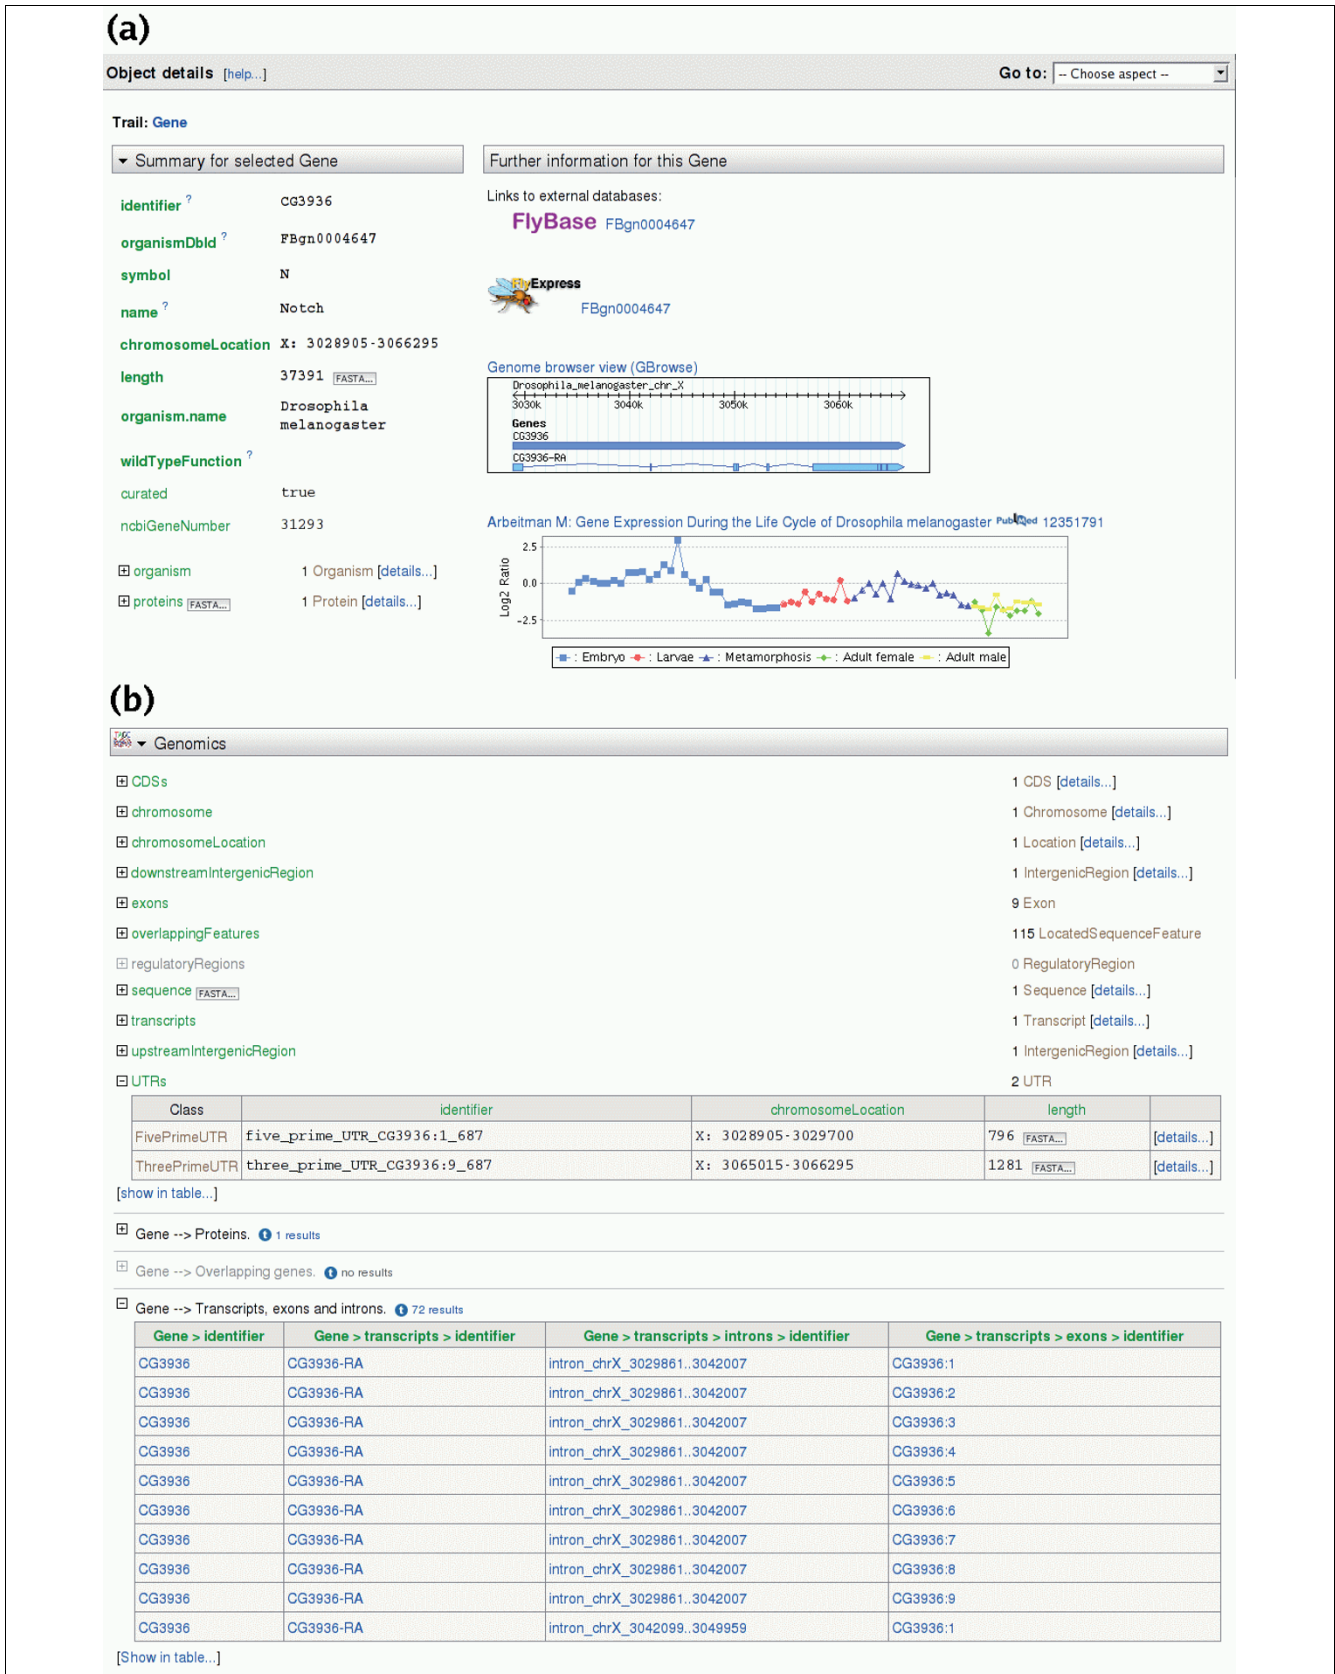 (a)
Object details [help...] Go to: -- Choose aspect --
Trail: Gene
Summary for selected Gene
identifier ? CG3936
organismDbId ? FBgn0004647
symbol N
name ? Notch
chromosomeLocation X: 3028905-3066295
length 37391 FASTA...
organism.name Drosophila
melanogaster
wildTypeFunction ?
curated true
ncbiGeneNumber 31293
organism 1 Organism [details...]
proteins FASTA... 1 Protein [details...]
Further information for this Gene
Links to external databases:
FlyBase FBgn0004647
FlyExpress
FBgn0004647
Genome browser view (GBrowse)
Drosophila_melanogaster_chr_X
3030k 3040k 3050k 3060k
Genes
CG3936
CG3936-RA
Arbeitman M: Gene Expression During the Life Cycle of Drosophila melanogaster PubMed 12351791
Log2 Ratio
2.5
0.0
-2.5
: Embryo : Larvae : Metamorphosis : Adult female : Adult male
(b)
Genomics
CDSs 1 CDS [details...]
chromosome 1 Chromosome [details...]
chromosomeLocation 1 Location [details...]
downstreamIntergenicRegion 1 IntergenicRegion [details...]
exons 9 Exon
overlappingFeatures 115 LocatedSequenceFeature
regulatoryRegions 0 RegulatoryRegion
sequence FASTA... 1 Sequence [details...]
transcripts 1 Transcript [details...]
upstreamIntergenicRegion 1 IntergenicRegion [details...]
UTRs 2 UTR
Class identifier chromosomeLocation length
FivePrimeUTR five_prime_UTR_CG3936:1_687 X: 3028905-3029700 796 FASTA... [details...]
ThreePrimeUTR three_prime_UTR_CG3936:9_687 X: 3065015-3066295 1281 FASTA... [details...]
[show in table...]
Gene --> Proteins. t 1 results
Gene --> Overlapping genes. t no results
Gene --> Transcripts, exons and introns. t 72 results
Gene > identifier Gene > transcripts > identifier Gene > transcripts > introns > identifier Gene > transcripts > exons > identifier
CG3936 CG3936-RA intron_chrX_3029861..3042007 CG3936:1
CG3936 CG3936-RA intron_chrX_3029861..3042007 CG3936:2
CG3936 CG3936-RA intron_chrX_3029861..3042007 CG3936:3
CG3936 CG3936-RA intron_chrX_3029861..3042007 CG3936:4
CG3936 CG3936-RA intron_chrX_3029861..3042007 CG3936:5
CG3936 CG3936-RA intron_chrX_3029861..3042007 CG3936:6
CG3936 CG3936-RA intron_chrX_3029861..3042007 CG3936:7
CG3936 CG3936-RA intron_chrX_3029861..3042007 CG3936:8
CG3936 CG3936-RA intron_chrX_3029861..3042007 CG3936:9
CG3936 CG3936-RA intron_chrX_3042099..3049959 CG3936:1
[Show in table...]